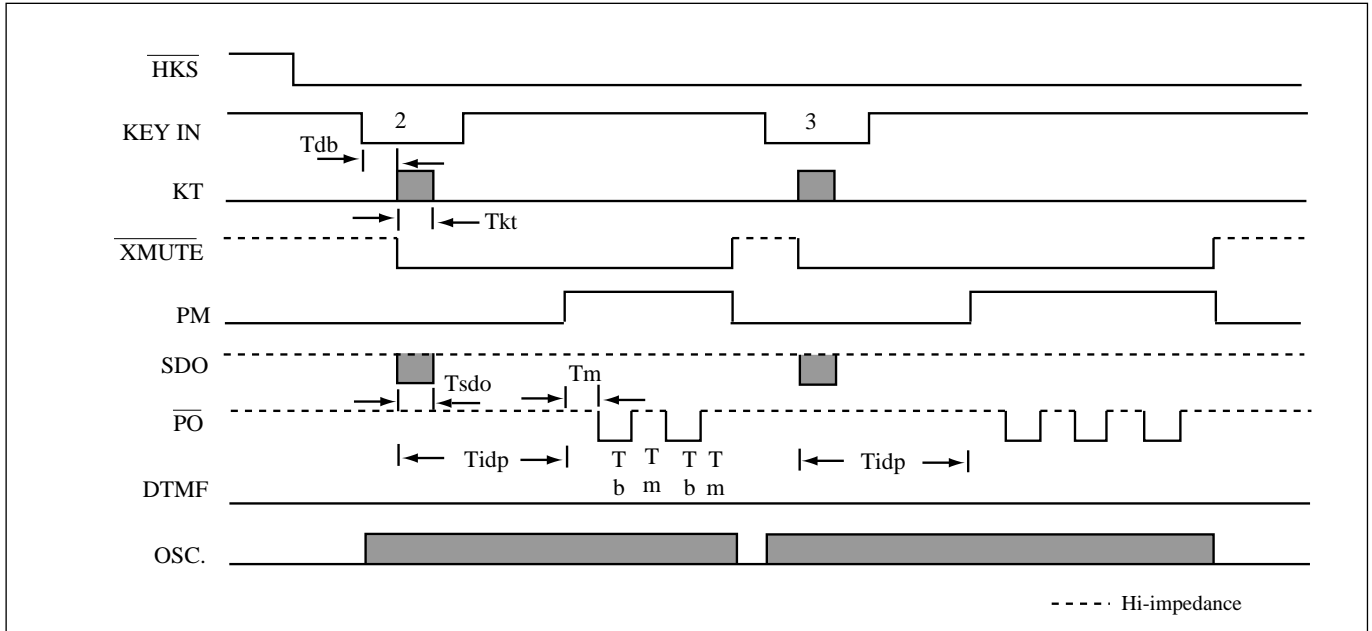 HKS
KEY IN
2
3
Tdb
KT
Tkt
XMUTE
PM
SDO
Tsdo
Tm
PO
Tidp
T
b
T
m
T
b
T
m
Tidp
DTMF
OSC.
Hi-impedance